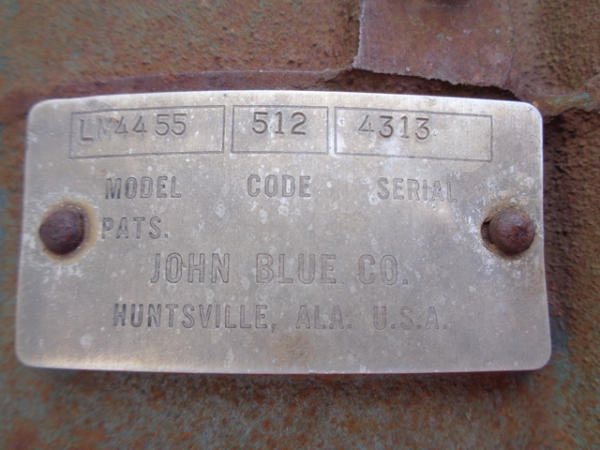 LM4455 512 4313
MODEL CODE SERIAL
PATS.
JOHN BLUE CO.
HUNTSVILLE, ALA. U.S.A.